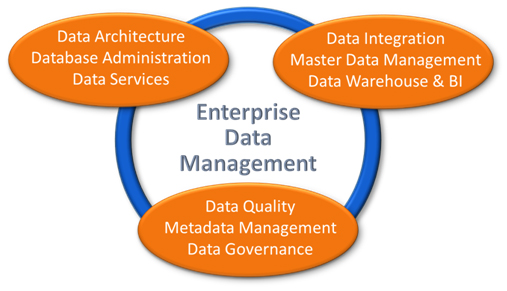 Data Architecture
Database Administration
Data Services
Data Integration
Master Data Management
Data Warehouse & BI
Enterprise
Data
Management
Data Quality
Metadata Management
Data Governance